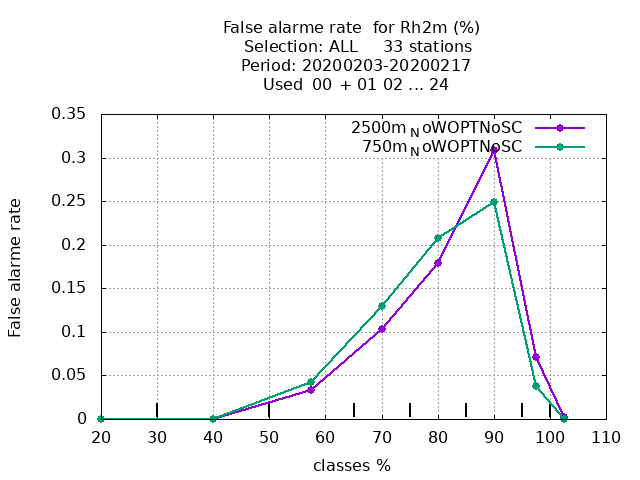 False alarme rate  for Rh2m (%)
Selection: ALL     33 stations
Period: 20200203-20200217
Used  00 + 01 02 ... 24
0.35
0.3
0.25
0.2
0.15
0.1
0.05
0
False alarme rate
2500m_NoWOPTNoSC
750m_NoWOPTNoSC
20 30 40 50 60 70 80 90 100 110
classes %